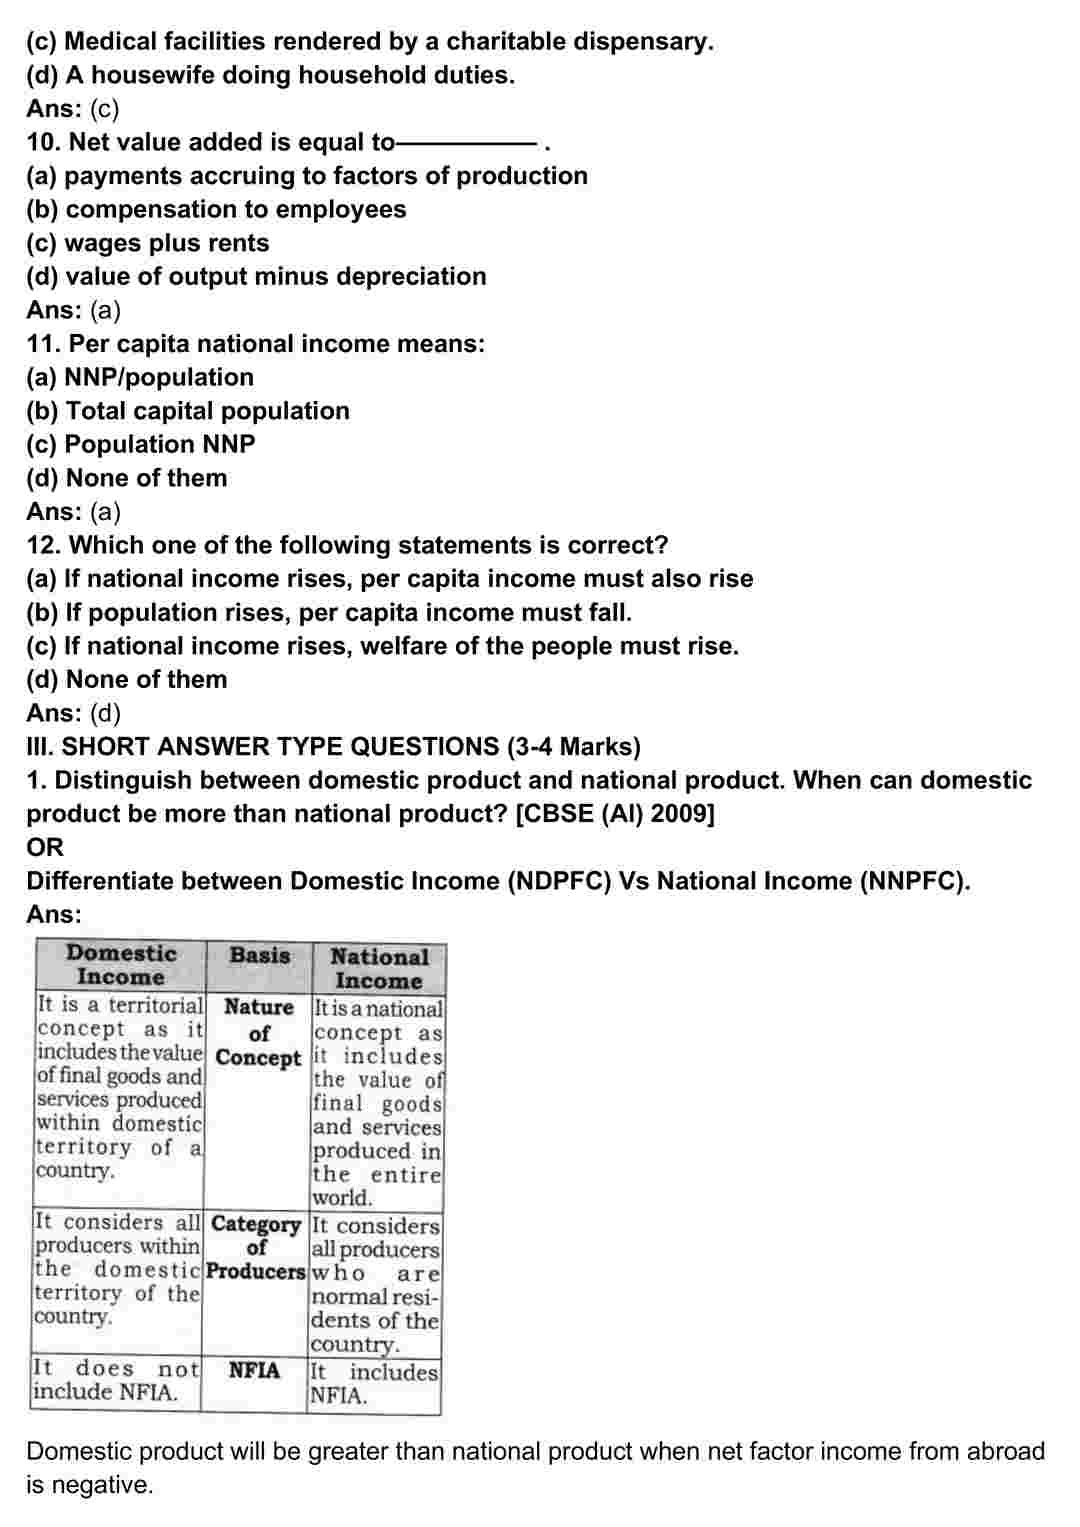 (c) Medical facilities rendered by a charitable dispensary.
(d) A housewife doing household duties.
Ans: (c)
10. Net value added is equal to—————.
(a) payments accruing to factors of production
(b) compensation to employees
(c) wages plus rents
(d) value of output minus depreciation
Ans: (a)
11. Per capita national income means:
(a) NNP/population
(b) Total capital population
(c) Population NNP
(d) None of them
Ans: (a)
12. Which one of the following statements is correct?
(a) If national income rises, per capita income must also rise
(b) If population rises, per capita income must fall.
(c) If national income rises, welfare of the people must rise.
(d) None of them
Ans: (d)
III. SHORT ANSWER TYPE QUESTIONS (3-4 Marks)
1. Distinguish between domestic product and national product. When can domestic
product be more than national product? [CBSE (AI) 2009]
OR
Differentiate between Domestic Income (NDPFC) Vs National Income (NNPFC).
Ans:
Domestic
Income
Basis
National
Income
It is a territorial
concept as it
includes the value
of final goods and
services produced
within domestic
territory of a
country.
Nature
of
Concept
It is a national
concept as
it includes
the value of
final goods
and services
produced in
the entire
world.
It considers all
producers within
the domestic
territory of the
country.
Category
of
Producers
It considers
all producers
who are
normal resi-
dents of the
country.
It does not
include NFIA.
NFIA
It includes
NFIA.
Domestic product will be greater than national product when net factor income from abroad
is negative.